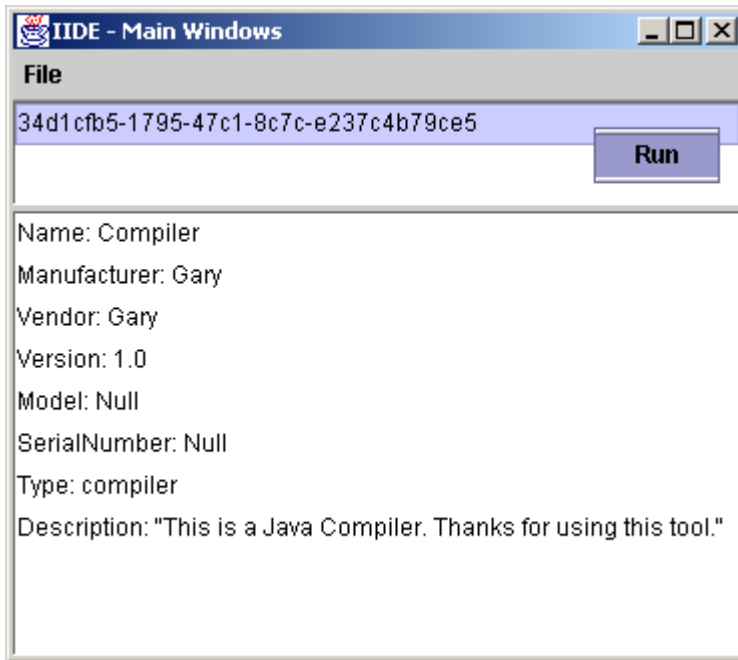 IIDE - Main Windows
File
34d1cfb5-1795-47c1-8c7c-e237c4b79ce5
Run
Name: Compiler
Manufacturer: Gary
Vendor: Gary
Version: 1.0
Model: Null
SerialNumber: Null
Type: compiler
Description: "This is a Java Compiler. Thanks for using this tool."